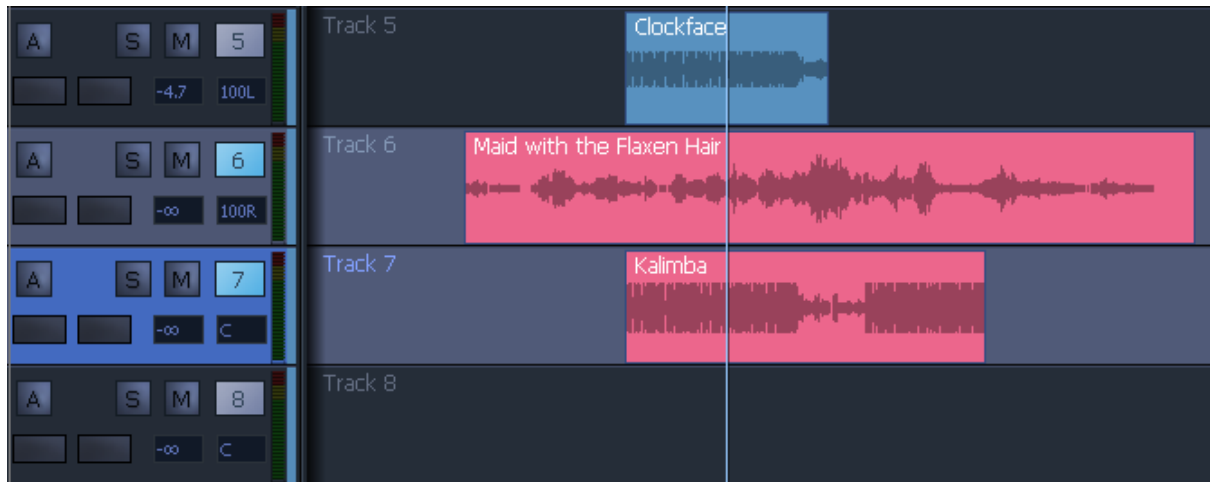 A S M 5 Track 5 Clockface
-4.7 100L
A S M 6 Track 6 Maid with the Flaxen Hair
-∞ 100R
A S M 7 Track 7 Kalimba
-∞ C
A S M 8 Track 8
-∞ C